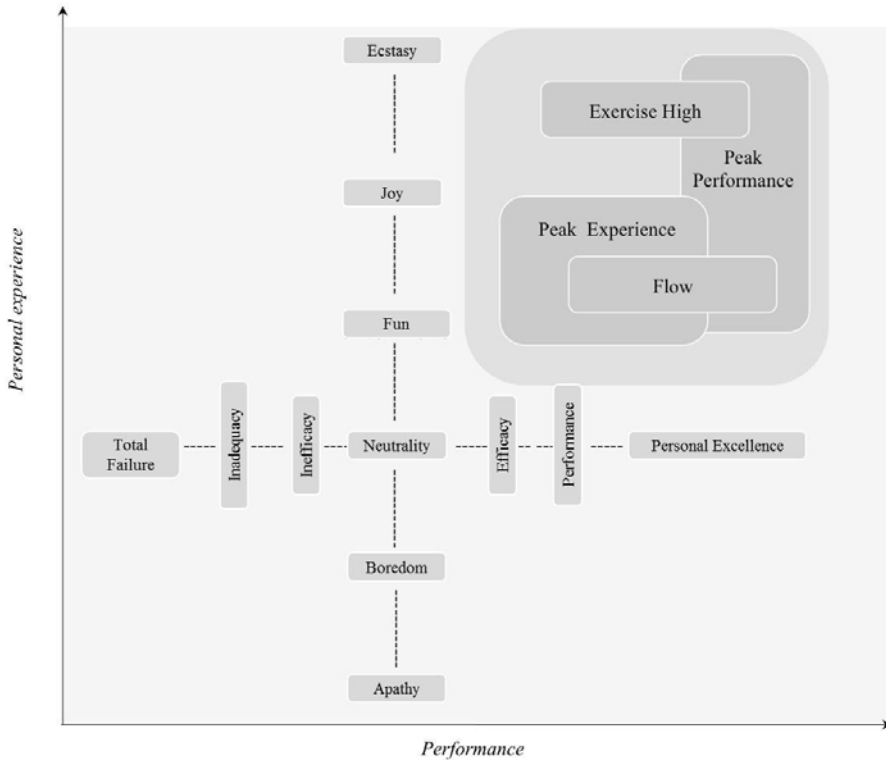 Ecstasy
Exercise High
Peak
Performance
Joy
Peak Experience
Flow
Fun
Personal experience
Total
Failure
Inadequacy
Inefficacy
Neutrality
Efficacy
Performance
Personal Excellence
Boredom
Apathy
Performance